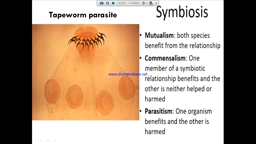 Tapeworm parasite
Symbiosis
• Mutualism: both species
benefit from the relationship
• Commensalism: One
member of a symbiotic
relationship benefits and the
other is neither helped or
harmed
• Parasitism: One organism
benefits and the other is
harmed